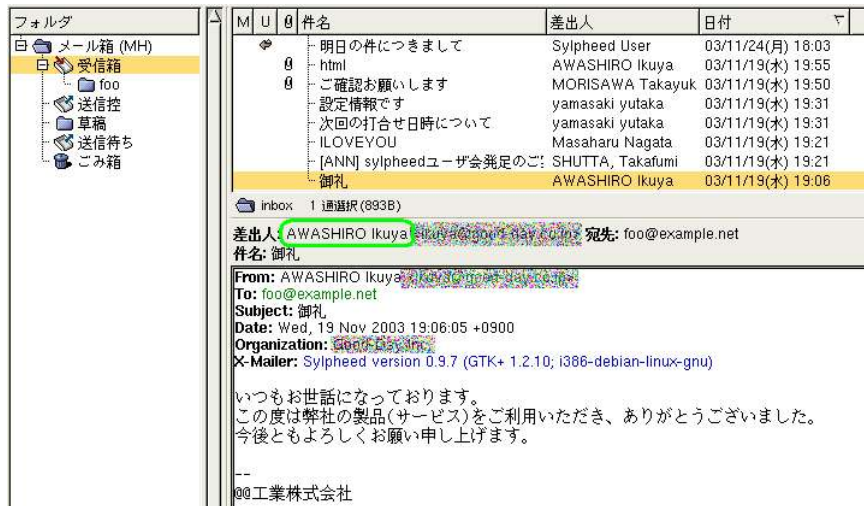 フォルダ
メール箱 (MH)
受信箱
foo
送信控
草稿
送信待ち
ごみ箱
M U 件名 差出人 日付
明日の件につきまして Sylpheed User 03/11/24(月) 18:03
html AWASHIRO Ikuya 03/11/19(水) 19:55
ご確認お願いします MORISAWA Takayuk 03/11/19(水) 19:50
設定情報です yamasaki yutaka 03/11/19(水) 19:31
次回の打合せ日時について yamasaki yutaka 03/11/19(水) 19:31
ILOVEYOU Masaharu Nagata 03/11/19(水) 19:21
[ANN] sylpheedユーザ会発足のご SHUTTA, Takafumi 03/11/19(水) 19:21
御礼 AWASHIRO Ikuya 03/11/19(水) 19:06
inbox 1 通選択(893B)
差出人: AWASHIRO Ikuya 宛先: foo@example.net
件名: 御礼
From: AWASHIRO Ikuya
To: foo@example.net
Subject: 御礼
Date: Wed, 19 Nov 2003 19:06:05 +0900
Organization:
X-Mailer: Sylpheed version 0.9.7 (GTK+ 1.2.10; i386-debian-linux-gnu)
いつもお世話になっております。
この度は弊社の製品(サービス)をご利用いただき、ありがとうございました。
今後ともよろしくお願い申し上げます。
--
@@工業株式会社